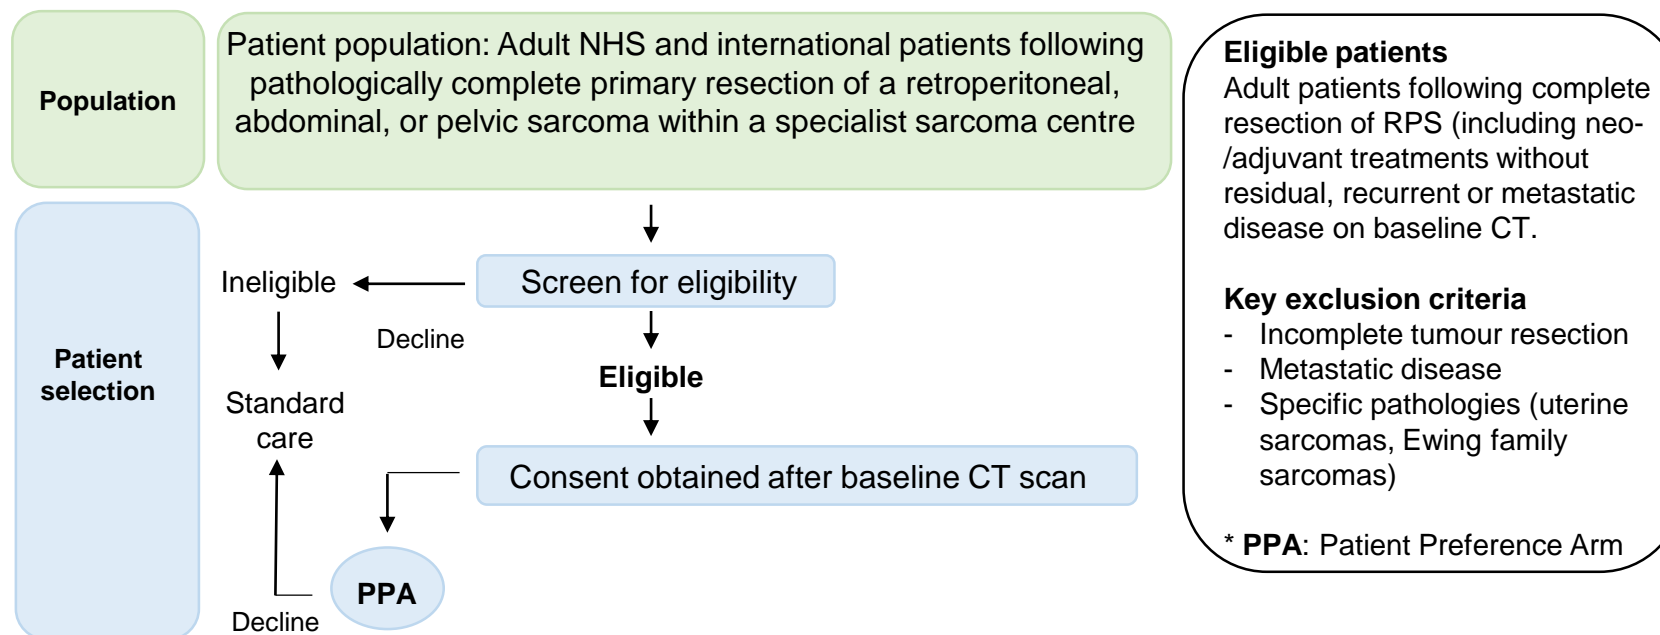 Population
Patient population: Adult NHS and international patients following
pathologically complete primary resection of a retroperitoneal,
abdominal, or pelvic sarcoma within a specialist sarcoma centre
Patient
selection
Screen for eligibility
Ineligible
Decline
Eligible
Standard
care
Consent obtained after baseline CT scan
PPA
Decline
Eligible patients
Adult patients following complete
resection of RPS (including neo-
/adjuvant treatments without
residual, recurrent or metastatic
disease on baseline CT.
Key exclusion criteria
- Incomplete tumour resection
- Metastatic disease
- Specific pathologies (uterine
sarcomas, Ewing family
sarcomas)
* PPA: Patient Preference Arm